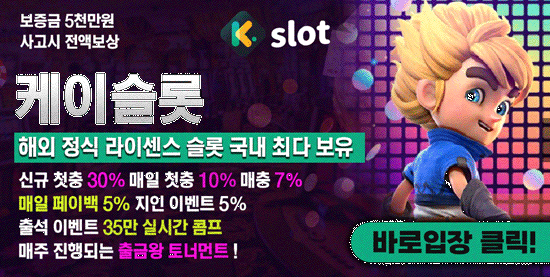 보증금 5천만원
사고시 전액보상
K slot
케이슬롯
해외 정식 라이센스 슬롯 국내 최다 보유
신규 첫충 30% 매일 첫충 10% 매충 7%
매일 페이백 5% 지인 이벤트 5%
출석 이벤트 35만 실시간 콤프
매주 진행되는 출금왕 토너먼트 !
바로입장 클릭!